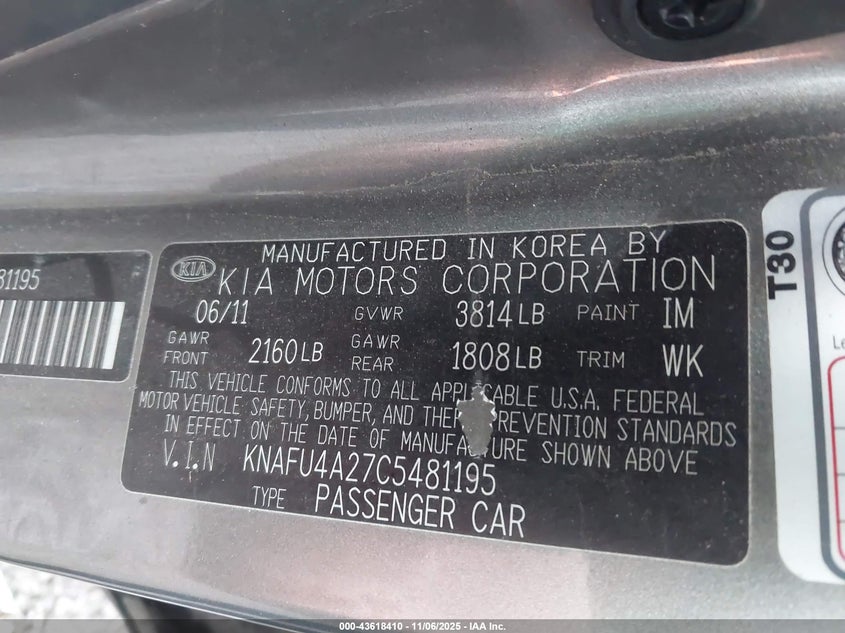 81195
MANUFACTURED IN KOREA BY
KIA KIA MOTORS CORPORATION
06/11 GVWR 3814LB PAINT IM
GAWR FRONT 2160LB GAWR REAR 1808LB TRIM WK
THIS VEHICLE CONFORMS TO ALL APPLICABLE U.S.A. FEDERAL
MOTOR VEHICLE SAFETY, BUMPER, AND THE PREVENTION STANDARDS
IN EFFECT ON THE DATE OF MANUFACTURE SHOWN ABOVE
V.I.N KNAFU4A27C5481195
TYPE PASSENGER CAR
T30
000-43618410 - 11/06/2025 - IAA Inc.